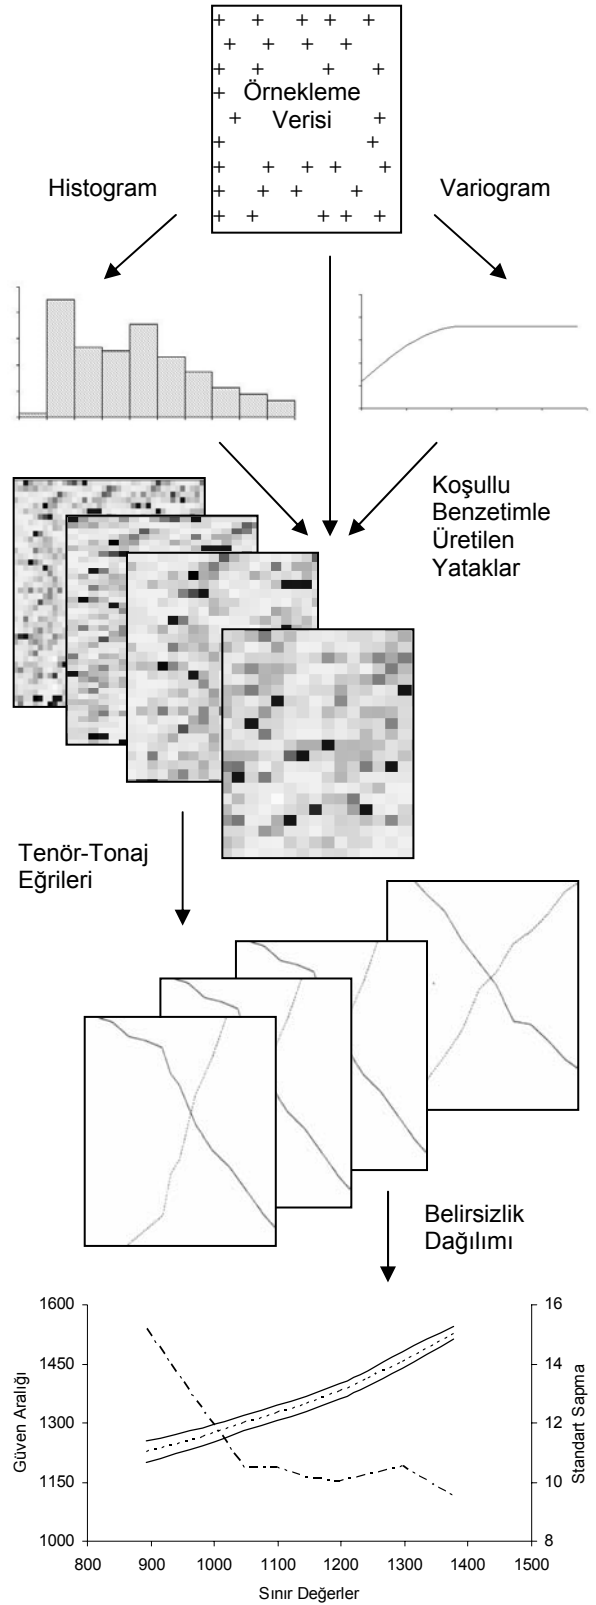 Örnekleme
Verisi
Histogram
Variogram
Koşullu
Benzetimle
Üretilen
Yataklar
Tenör-Tonaj
Eğrileri
Belirsizlik
Dağılımı
1600
1450
1300
1150
1000
Güven Aralığı
16
14
12
10
8
Standart Sapma
800 900 1000 1100 1200 1300 1400 1500
Sınır Değerler